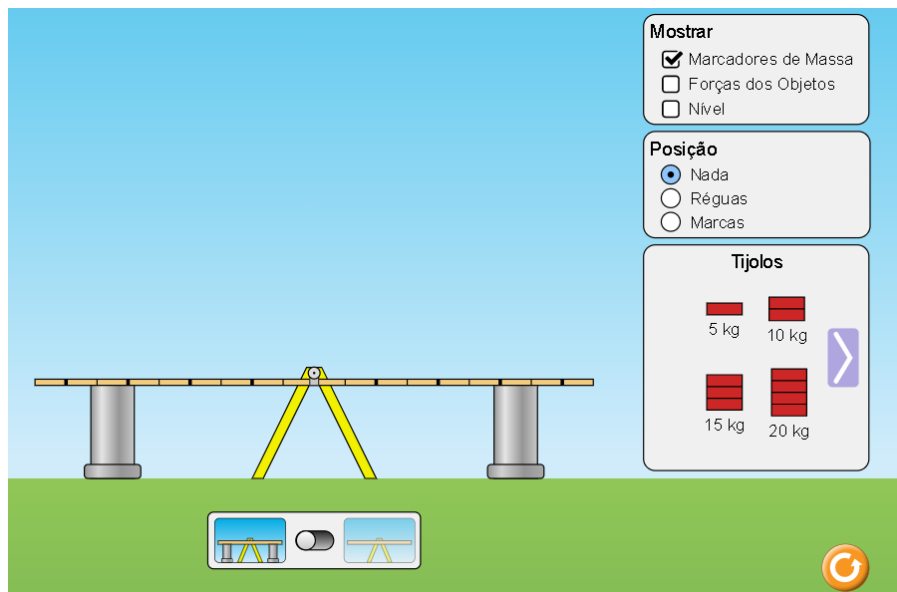 Mostrar
Marcadores de Massa
Forças dos Objetos
Nível
Posição
Nada
Réguas
Marcas
Tijolos
5 kg
10 kg
15 kg
20 kg